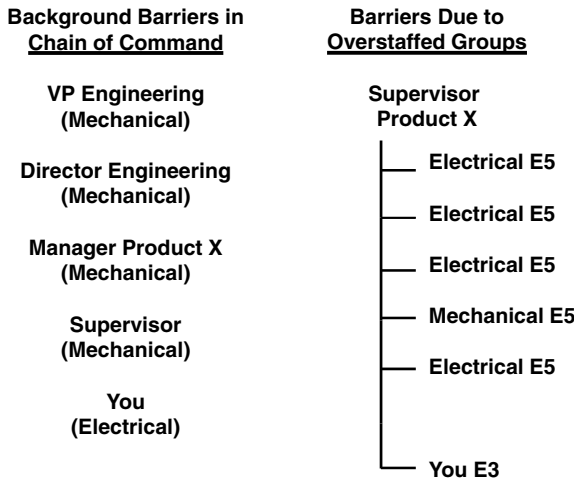 Background Barriers in
Chain of Command
VP Engineering
(Mechanical)
Director Engineering
(Mechanical)
Manager Product X
(Mechanical)
Supervisor
(Mechanical)
You
(Electrical)
Barriers Due to
Overstaffed Groups
Supervisor
Product X
Electrical E5
Electrical E5
Electrical E5
Mechanical E5
Electrical E5
You E3